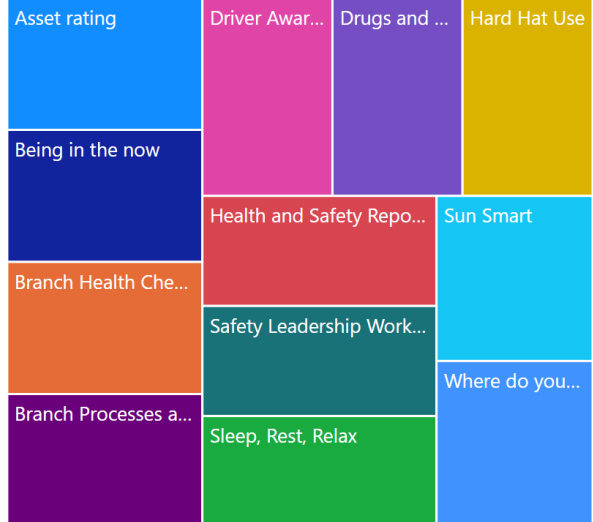 Asset rating
Driver Awar...
Drugs and ...
Hard Hat Use
Being in the now
Health and Safety Repo...
Sun Smart
Branch Health Che...
Safety Leadership Work...
Where do you...
Branch Processes a...
Sleep, Rest, Relax